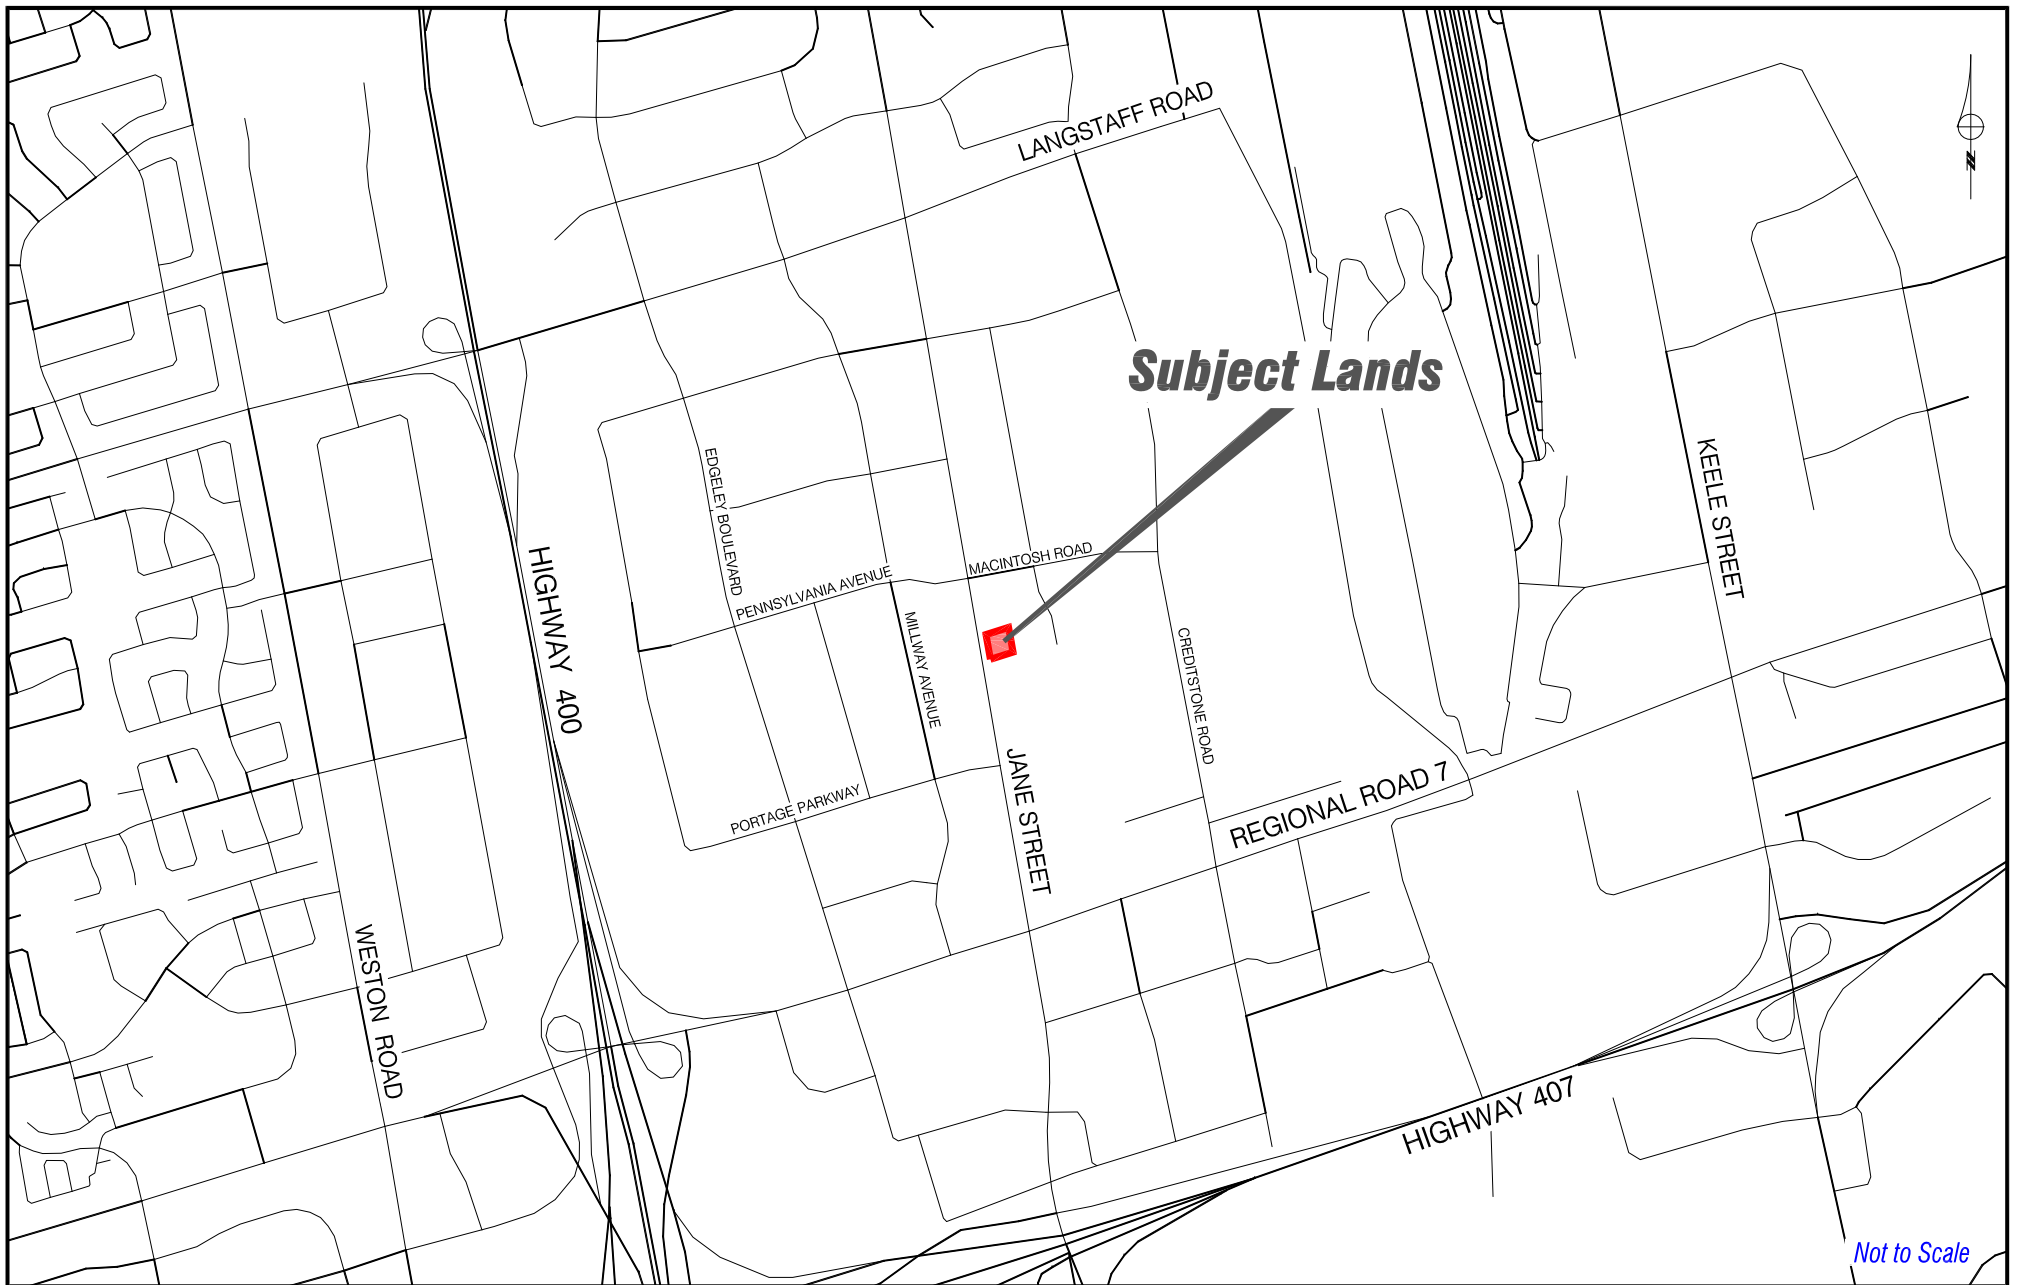 LANGSTAFF ROAD
N
Subject Lands
KEELE STREET
EDGELEY BOULEVARD
HIGHWAY 400
MACINTOSH ROAD
PENNSYLVANIA AVENUE
MILLWAY AVENUE
CREDITSTONE ROAD
JANE STREET
PORTAGE PARKWAY
REGIONAL ROAD 7
WESTON ROAD
HIGHWAY 407
Not to Scale